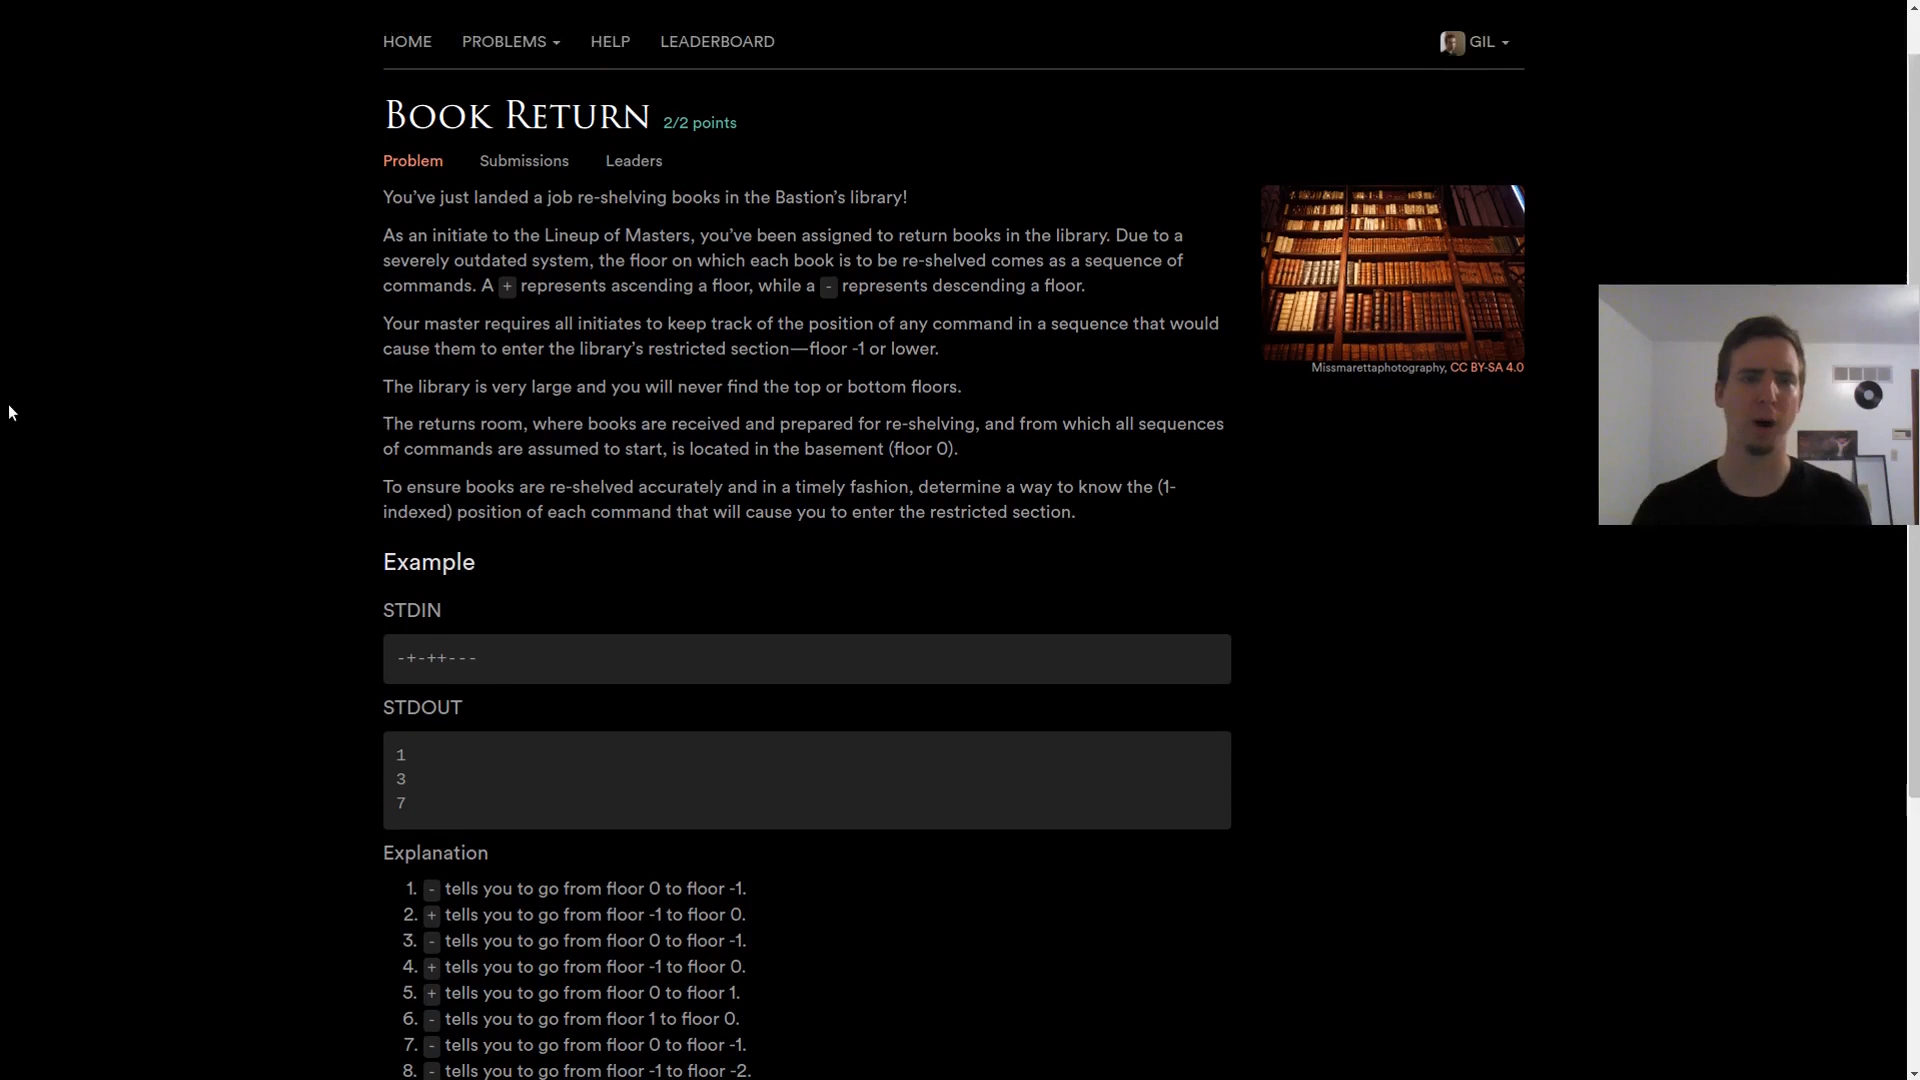 HOME PROBLEMS HELP LEADERBOARD GIL
BOOK RETURN 2/2 points
Problem Submissions Leaders
You’ve just landed a job re-shelving books in the Bastion’s library!
As an initiate to the Lineup of Masters, you’ve been assigned to return books in the library. Due to a
severely outdated system, the floor on which each book is to be re-shelved comes as a sequence of
commands. A + represents ascending a floor, while a - represents descending a floor.
Your master requires all initiates to keep track of the position of any command in a sequence that would
cause them to enter the library’s restricted section—floor -1 or lower.
Missmarettaphotography, CC BY-SA 4.0
The library is very large and you will never find the top or bottom floors.
The returns room, where books are received and prepared for re-shelving, and from which all sequences
of commands are assumed to start, is located in the basement (floor 0).
To ensure books are re-shelved accurately and in a timely fashion, determine a way to know the (1-
indexed) position of each command that will cause you to enter the restricted section.
Example
STDIN
-+-++---
STDOUT
1
3
7
Explanation
1. - tells you to go from floor 0 to floor -1.
2. + tells you to go from floor -1 to floor 0.
3. - tells you to go from floor 0 to floor -1.
4. + tells you to go from floor -1 to floor 0.
5. + tells you to go from floor 0 to floor 1.
6. - tells you to go from floor 1 to floor 0.
7. - tells you to go from floor 0 to floor -1.
8. - tells you to go from floor -1 to floor -2.